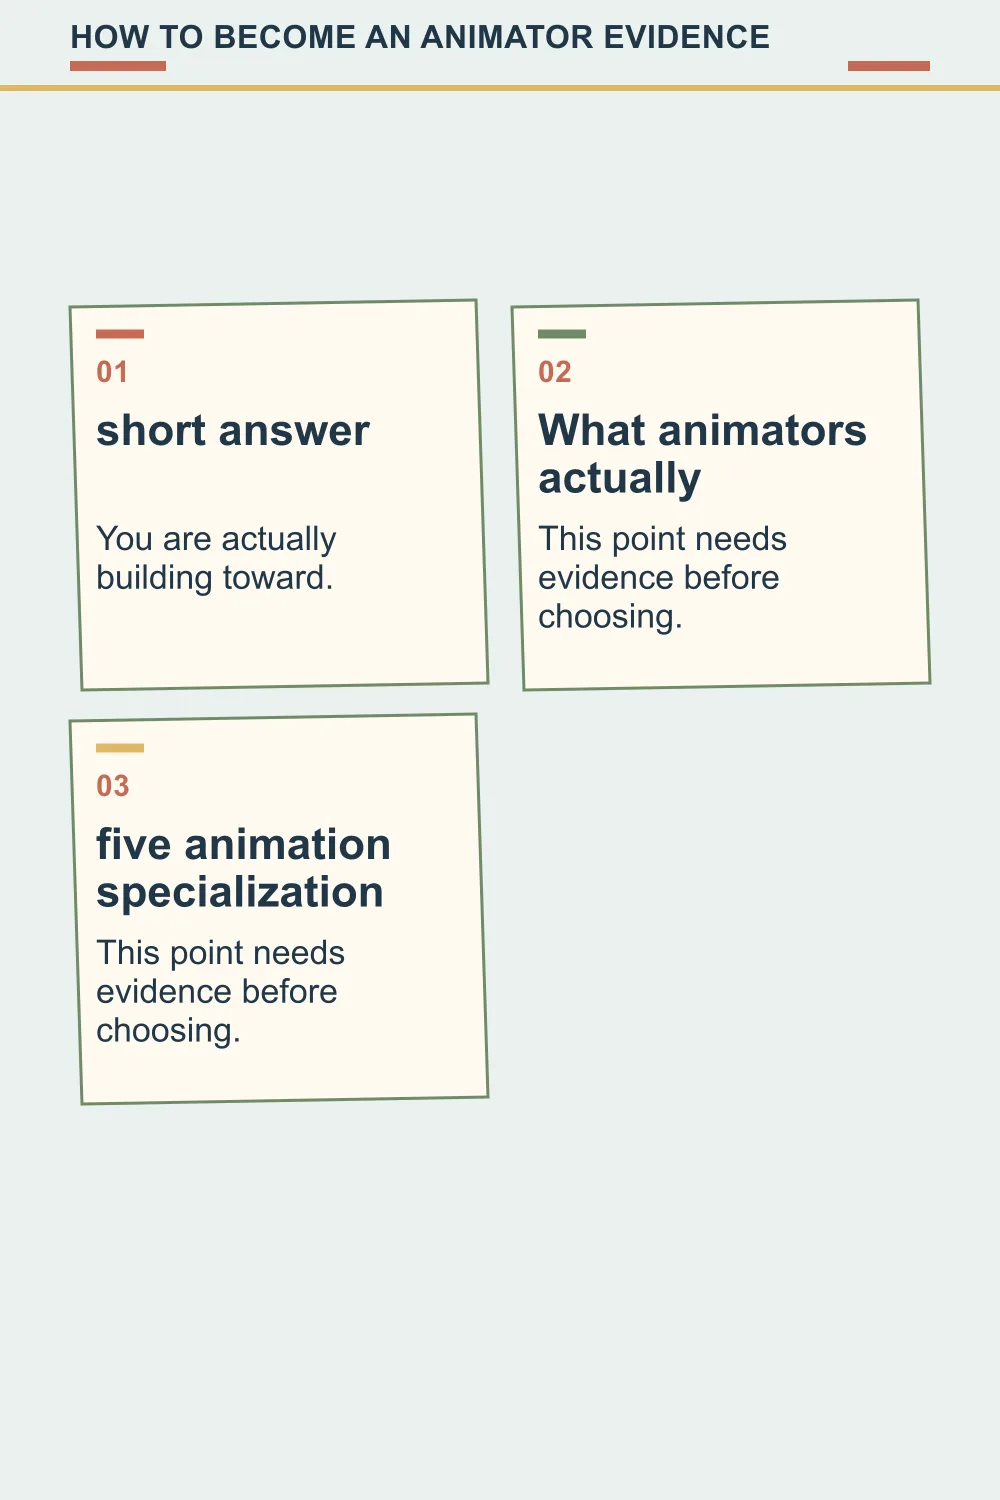 HOW TO BECOME AN ANIMATOR EVIDENCE
01
short answer
You are actually
building toward.
02
What animators
actually
This point needs
evidence before
choosing.
03
five animation
specialization
This point needs
evidence before
choosing.